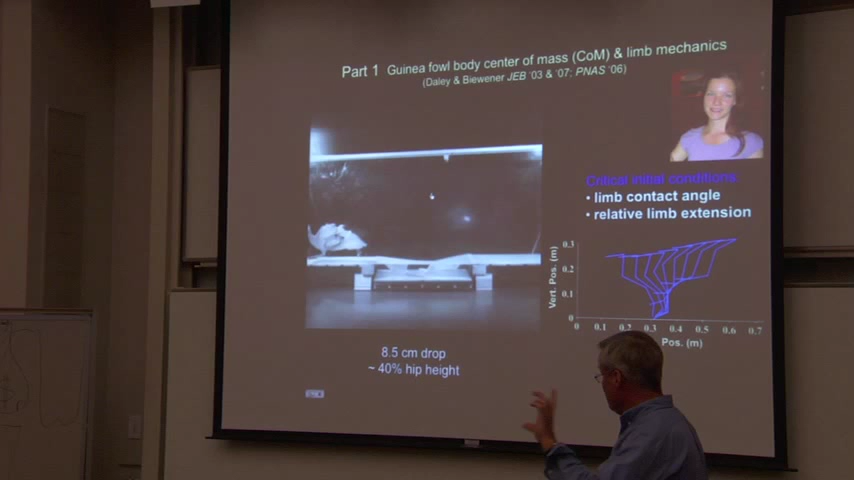 Part 1 Guinea fowl body center of mass (CoM) & limb mechanics
(Daley & Biewener JEB '03 & '07; PNAS '06)
Critical initial conditions:
• limb contact angle
• relative limb extension
Vert. Pos. (m)
0.3
0.2
0.1
0
0 0.1 0.2 0.3 0.4 0.5 0.6 0.7
Pos. (m)
8.5 cm drop
~ 40% hip height